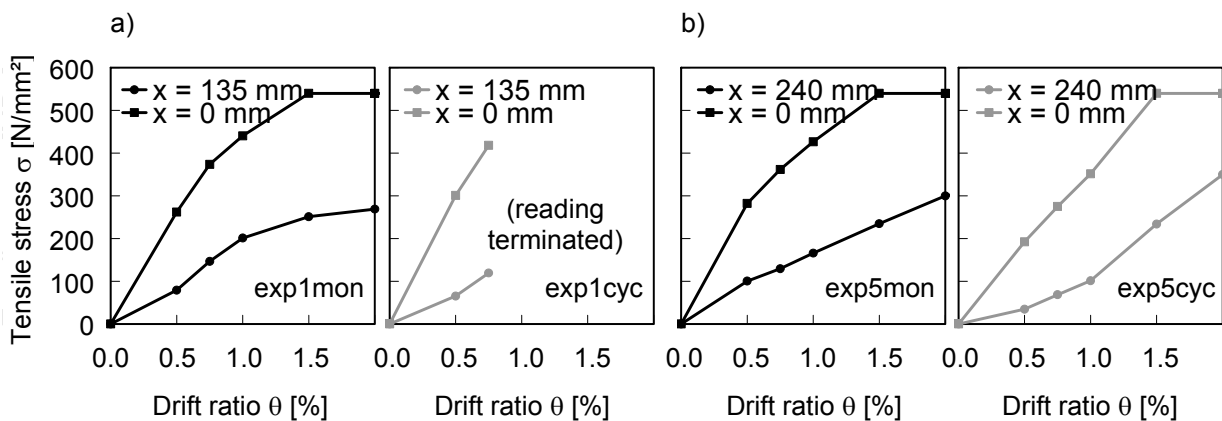 a)
b)
Tensile stress σ [N/mm²]
600
500
400
300
200
100
0
x = 135 mm
x = 0 mm
exp1mon
x = 135 mm
x = 0 mm
(reading
terminated)
exp1cyc
x = 240 mm
x = 0 mm
exp5mon
x = 240 mm
x = 0 mm
exp5cyc
0.0 0.5 1.0 1.5 0.0 0.5 1.0 1.5 0.0 0.5 1.0 1.5 0.0 0.5 1.0 1.5
Drift ratio θ [%] Drift ratio θ [%] Drift ratio θ [%] Drift ratio θ [%]